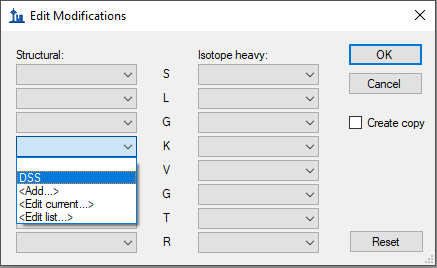 Edit Modifications
Structural: Isotope heavy: OK
S
L Cancel
G Create copy
K
DSS V
<Add...>
<Edit current...> G
<Edit list...> T
R Reset